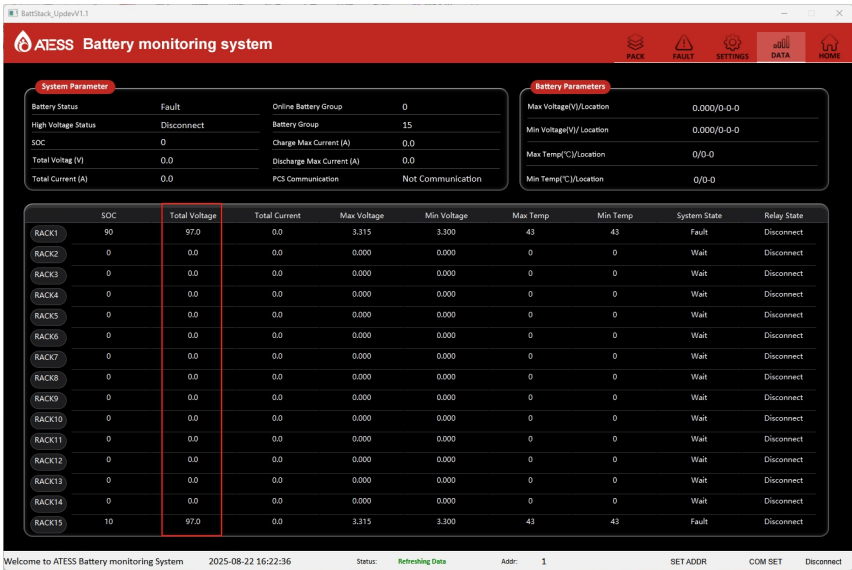 BattStack_UpdevV1.1
ATESS Battery monitoring system
PACK FAULT SETTINGS DATA HOME
System Parameter
Battery Status Fault Online Battery Group 0
High Voltage Status Disconnect Battery Group 15
SOC 0 Charge Max Current (A) 0.0
Total Voltag (V) 0.0 Discharge Max Current (A) 0.0
Total Current (A) 0.0 PCS Communication Not Communication
Battery Parameters
Max Voltage(V)/Location 0.000/0-0-0
Min Voltage(V)/ Location 0.000/0-0-0
Max Temp(°C)/Location 0/0-0
Min Temp(°C)/Location 0/0-0
SOC Total Voltage Total Current Max Voltage Min Voltage Max Temp Min Temp System State Relay State
RACK1 90 97.0 0.0 3.315 3.300 43 43 Fault Disconnect
RACK2 0 0.0 0.0 0.000 0.000 0 0 Wait Disconnect
RACK3 0 0.0 0.0 0.000 0.000 0 0 Wait Disconnect
RACK4 0 0.0 0.0 0.000 0.000 0 0 Wait Disconnect
RACK5 0 0.0 0.0 0.000 0.000 0 0 Wait Disconnect
RACK6 0 0.0 0.0 0.000 0.000 0 0 Wait Disconnect
RACK7 0 0.0 0.0 0.000 0.000 0 0 Wait Disconnect
RACK8 0 0.0 0.0 0.000 0.000 0 0 Wait Disconnect
RACK9 0 0.0 0.0 0.000 0.000 0 0 Wait Disconnect
RACK10 0 0.0 0.0 0.000 0.000 0 0 Wait Disconnect
RACK11 0 0.0 0.0 0.000 0.000 0 0 Wait Disconnect
RACK12 0 0.0 0.0 0.000 0.000 0 0 Wait Disconnect
RACK13 0 0.0 0.0 0.000 0.000 0 0 Wait Disconnect
RACK14 0 0.0 0.0 0.000 0.000 0 0 Wait Disconnect
RACK15 10 97.0 0.0 3.315 3.300 43 43 Fault Disconnect
Welcome to ATESS Battery monitoring System 2025-08-22 16:22:36 Status: Refreshing Data Addr: 1 SET ADDR COM SET Disconnect